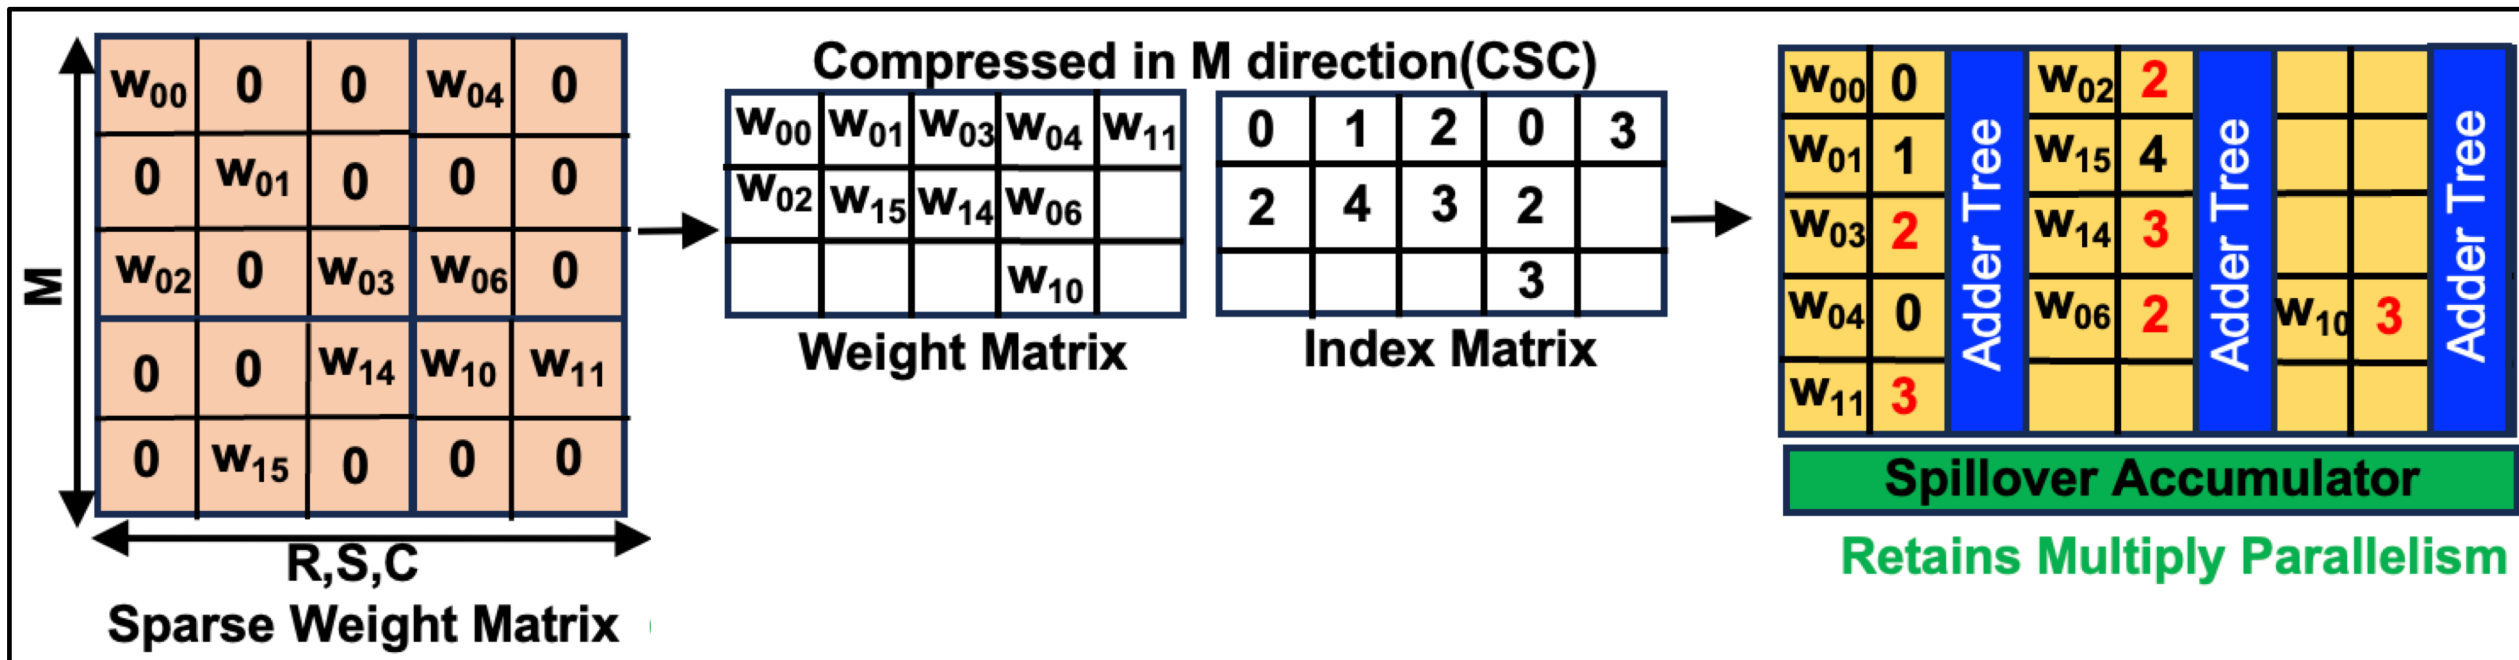 Compressed in M direction(CSC)
M
W00 0 0 W04 0
0 W01 0 0 0
W02 0 W03 W06 0
0 0 W14 W10 W11
0 W15 0 0 0
R,S,C
Sparse Weight Matrix
W00 W01 W03 W04 W11
W02 W15 W14 W06
W10
Weight Matrix
0 1 2 0 3
2 4 3 2
3
Index Matrix
W00 0 W02 2
W01 1 W15 4
W03 2 W14 3
W04 0 W06 2 W10 3
W11 3
Adder Tree
Adder Tree
Adder Tree
Spillover Accumulator
Retains Multiply Parallelism